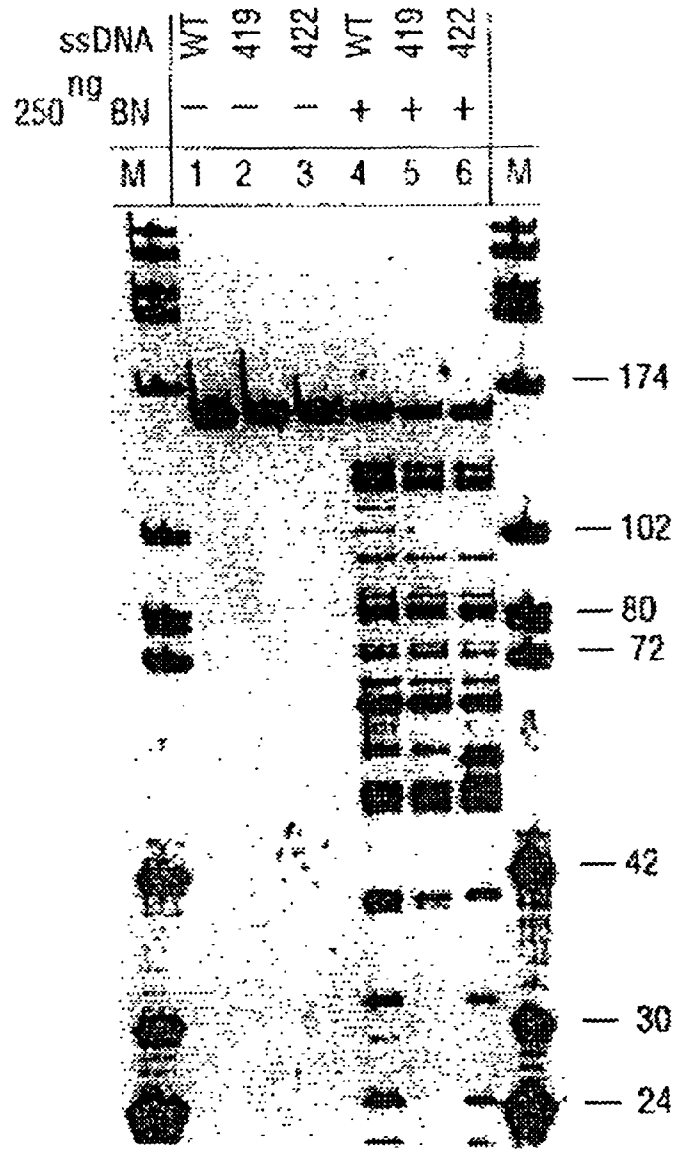 ssDNA WT 419 422 WT 419 422
250 ng BN – – – + + +
M 1 2 3 4 5 6 M
— 174
— 102
— 80
— 72
— 42
— 30
— 24